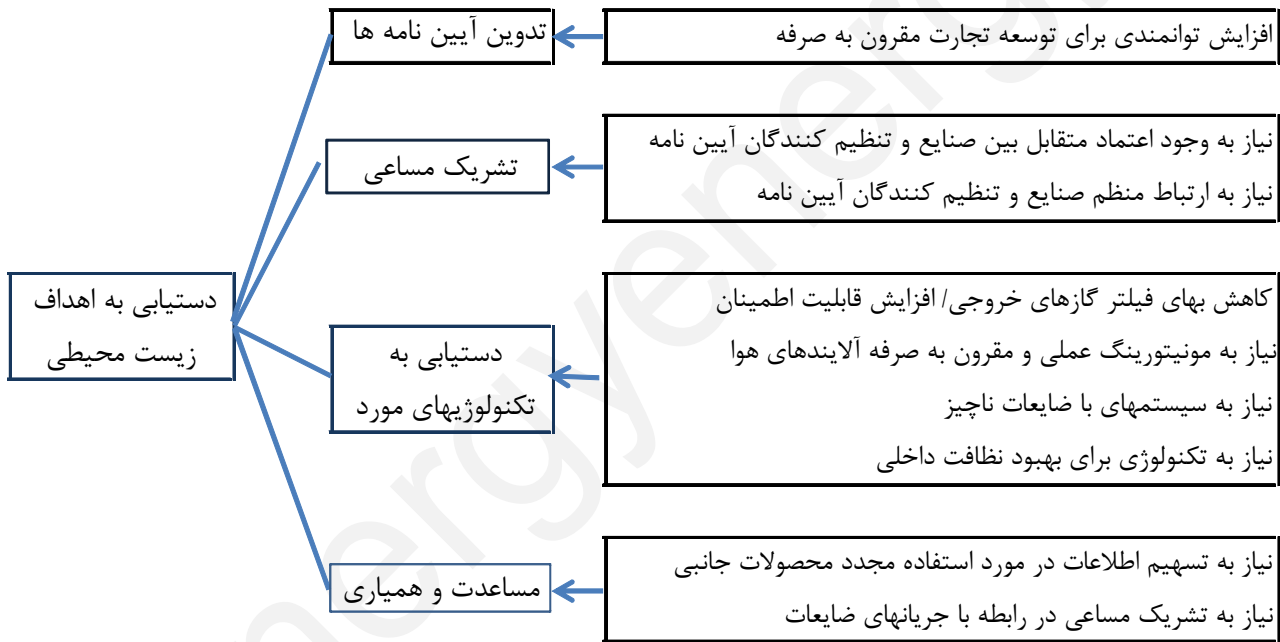 افزایش توانمندی برای توسعه تجارت مقرون به صرفه
تدوین آیین نامه ها
نیاز به وجود اعتماد متقابل بین صنایع و تنظیم کنندگان آیین نامه
نیاز به ارتباط منظم صنایع و تنظیم کنندگان آیین نامه
تشریک مساعی
کاهش بهای فیلتر گازهای خروجی/ افزایش قابلیت اطمینان
نیاز به مونیتورینگ عملی و مقرون به صرفه آلایندهای هوا
نیاز به سیستمهای با ضایعات ناچیز
نیاز به تکنولوژی برای بهبود نظافت داخلی
دستیابی به
تکنولوژیهای مورد
نیاز به تسهیم اطلاعات در مورد استفاده مجدد محصولات جانبی
نیاز به تشریک مساعی در رابطه با جریانهای ضایعات
مساعدت و همیاری
دستیابی به اهداف
زیست محیطی